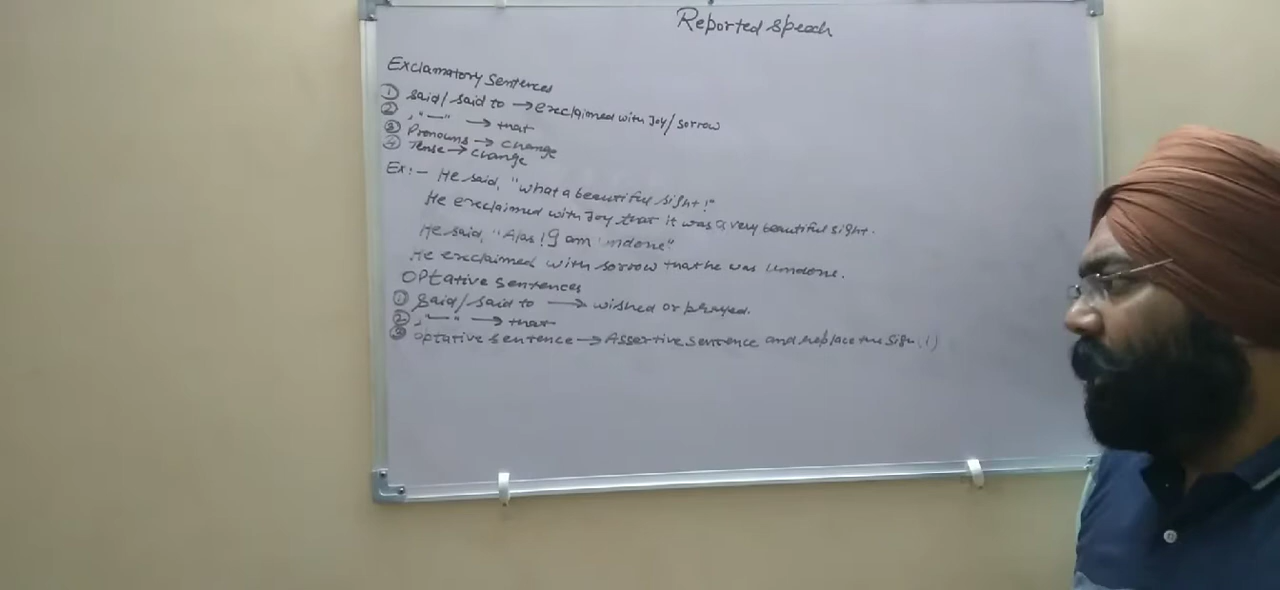 Reported speech
Exclamatory sentences
① said/said to → exclaimed with Joy/sorrow
② , "—" → that
③ Pronouns → change
④ Tense → change
Ex:- He said, "what a beautiful sight!"
He exclaimed with Joy that it was a very beautiful sight.
He said, "Alas! I am undone"
He exclaimed with sorrow that he was undone.
Optative sentences
① Said/said to → wished or prayed.
② , "—" → that
③ optative sentence → Assertive sentence and replace the sign (!)